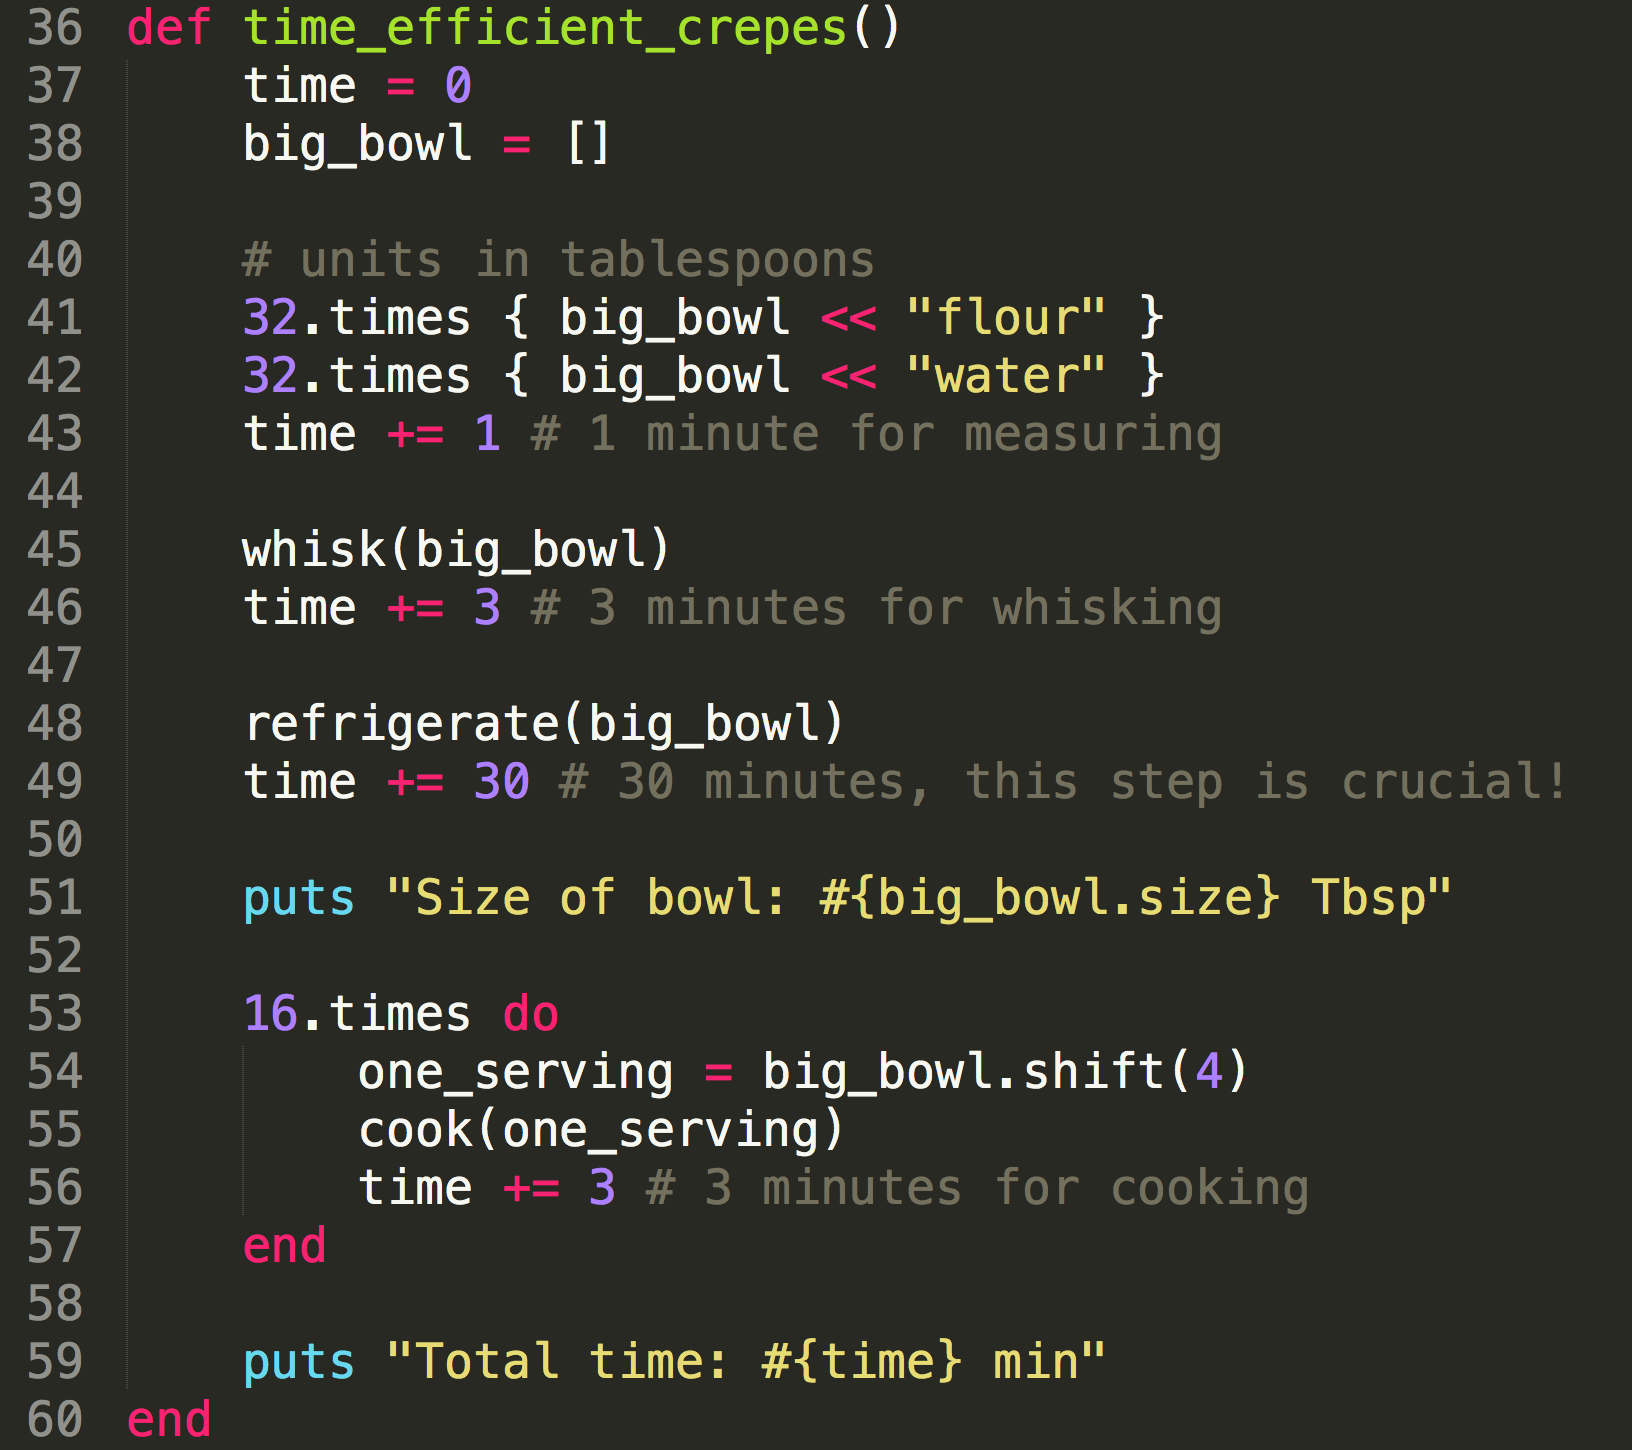 36 def time_efficient_crepes()
37     time = 0
38     big_bowl = []
39
40     # units in tablespoons
41     32.times { big_bowl << "flour" }
42     32.times { big_bowl << "water" }
43     time += 1 # 1 minute for measuring
44
45     whisk(big_bowl)
46     time += 3 # 3 minutes for whisking
47
48     refrigerate(big_bowl)
49     time += 30 # 30 minutes, this step is crucial!
50
51     puts "Size of bowl: #{big_bowl.size} Tbsp"
52
53     16.times do
54         one_serving = big_bowl.shift(4)
55         cook(one_serving)
56         time += 3 # 3 minutes for cooking
57     end
58
59     puts "Total time: #{time} min"
60 end